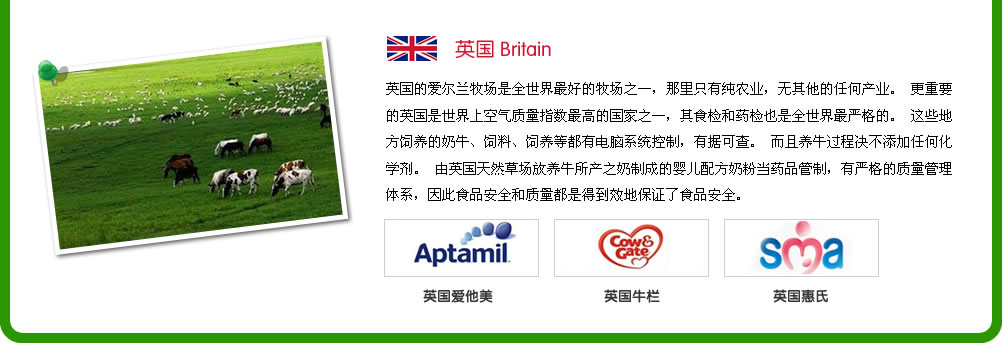 英国 Britain
英国的爱尔兰牧场是全世界最好的牧场之一，那里只有纯农业，无其他的任何产业。 更重要
的英国是世界上空气质量指数最高的国家之一，其食检和药检也是全世界最严格的。 这些地
方饲养的奶牛、饲料、饲养等都有电脑系统控制，有据可查。 而且养牛过程决不添加任何化
学剂。 由英国天然草场放养牛所产之奶制成的婴儿配方奶粉当药品管制，有严格的质量管理
体系，因此食品安全和质量都是得到效地保证了食品安全。
Aptamil
Cow&
Gate
sma
英国爱他美
英国牛栏
英国惠氏